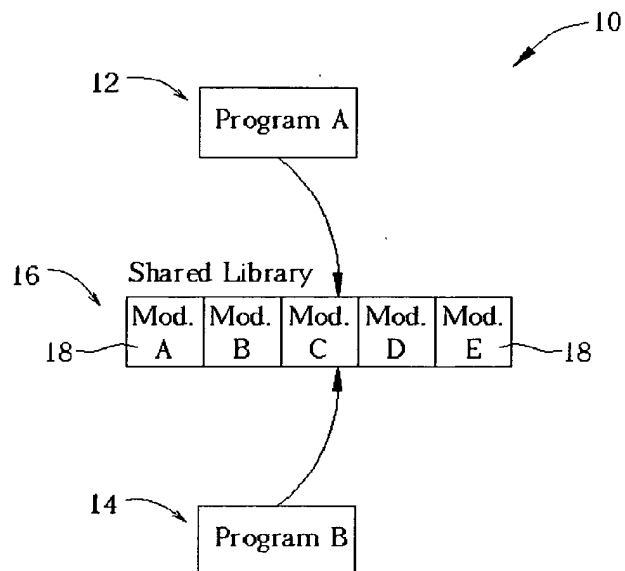 10
12
Program A
16
Shared Library
Mod. A
Mod. B
Mod. C
Mod. D
Mod. E
18
18
14
Program B